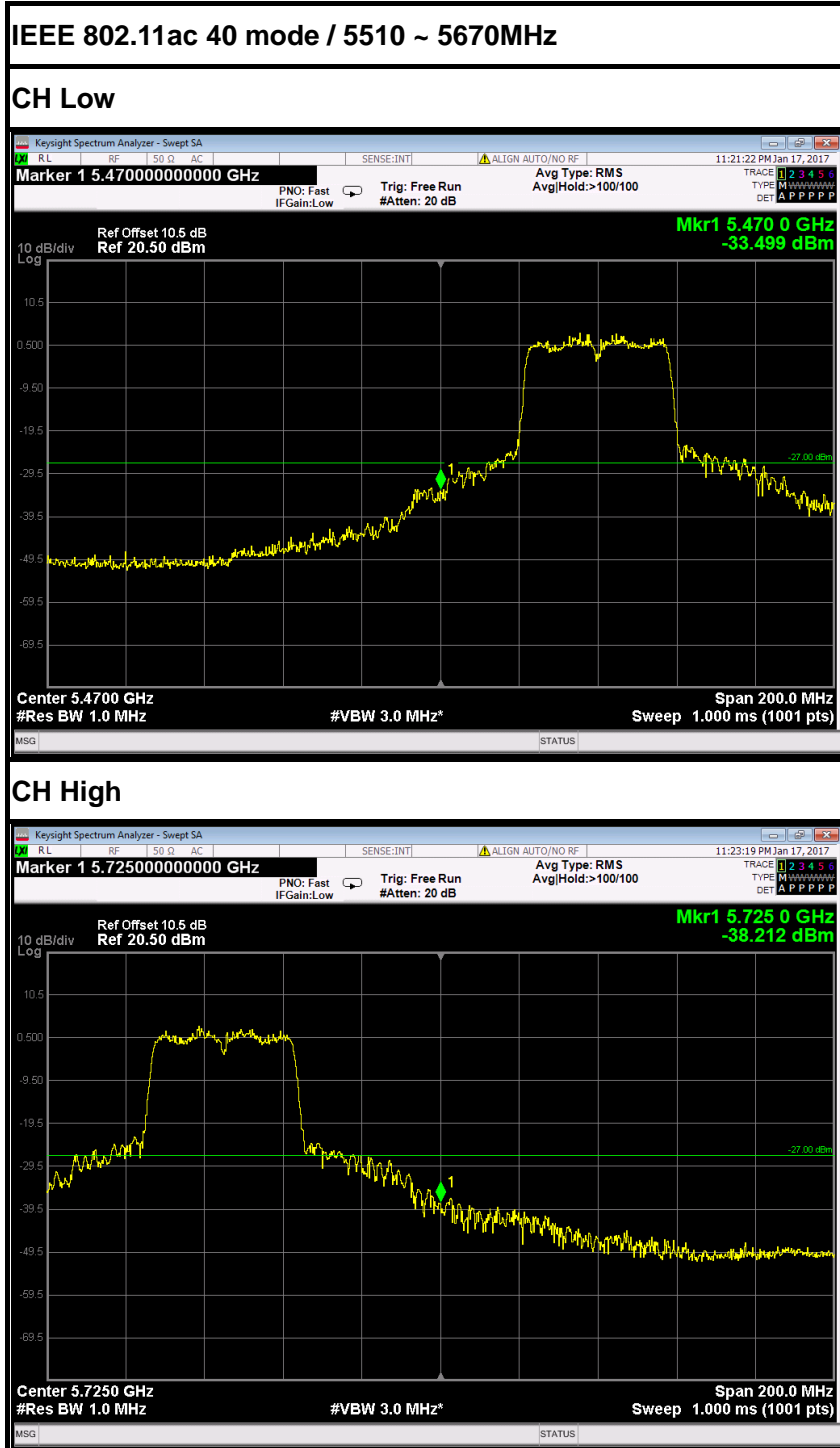 IEEE 802.11ac 40 mode / 5510 ~ 5670MHz
CH Low
Keysight Spectrum Analyzer - Swept SA
LXI RL RF 50 Ω AC SENSE:INT ALIGN AUTO/NO RF 11:21:22 PM Jan 17, 2017
Marker 1 5.470000000000 GHz
PNO: Fast
IFGain:Low
Trig: Free Run
#Atten: 20 dB
Avg Type: RMS
Avg|Hold:>100/100
TRACE 1 2 3 4 5 6
TYPE M WWWWW
DET A P P P P P
Mkr1 5.470 0 GHz
-33.499 dBm
Ref Offset 10.5 dB
10 dB/div Ref 20.50 dBm
Log
10.5
0.500
-9.50
-19.5
-27.00 dBm
-29.5
1
-39.5
-49.5
-59.5
-69.5
Center 5.4700 GHz Span 200.0 MHz
#Res BW 1.0 MHz #VBW 3.0 MHz* Sweep 1.000 ms (1001 pts)
MSG STATUS
CH High
Keysight Spectrum Analyzer - Swept SA
LXI RL RF 50 Ω AC SENSE:INT ALIGN AUTO/NO RF 11:23:19 PM Jan 17, 2017
Marker 1 5.725000000000 GHz
PNO: Fast
IFGain:Low
Trig: Free Run
#Atten: 20 dB
Avg Type: RMS
Avg|Hold:>100/100
TRACE 1 2 3 4 5 6
TYPE M WWWWW
DET A P P P P P
Mkr1 5.725 0 GHz
-38.212 dBm
Ref Offset 10.5 dB
10 dB/div Ref 20.50 dBm
Log
10.5
0.500
-9.50
-19.5
-27.00 dBm
-29.5
1
-39.5
-49.5
-59.5
-69.5
Center 5.7250 GHz Span 200.0 MHz
#Res BW 1.0 MHz #VBW 3.0 MHz* Sweep 1.000 ms (1001 pts)
MSG STATUS